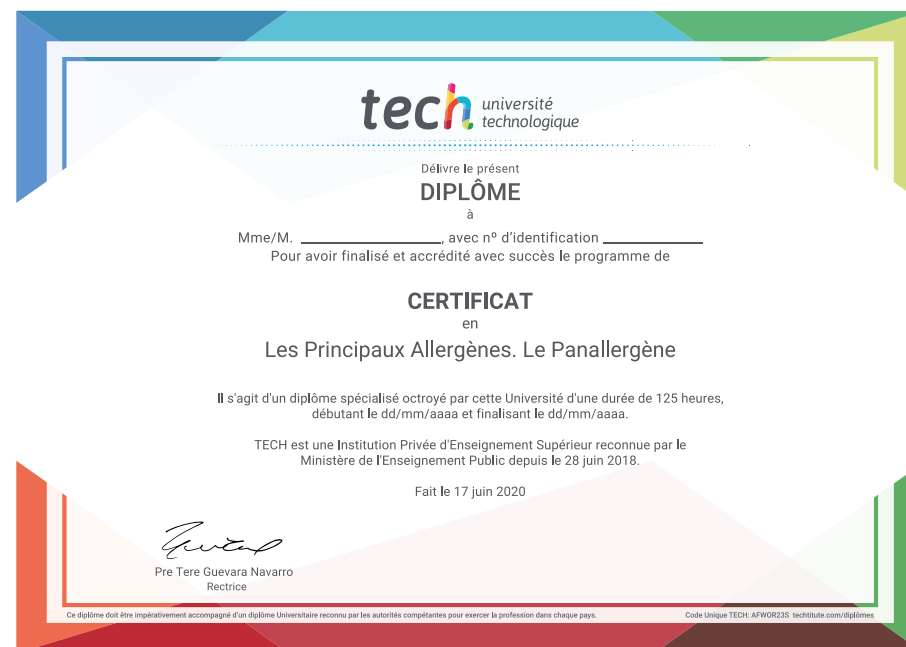 tech université
technologique
Délivre le présent
DIPLÔME
à
Mme/M. ____________________, avec nº d'identification ______________
Pour avoir finalisé et accrédité avec succès le programme de
CERTIFICAT
en
Les Principaux Allergènes. Le Panallergène
Il s'agit d'un diplôme spécialisé octroyé par cette Université d'une durée de 125 heures,
débutant le dd/mm/aaaa et finalisant le dd/mm/aaaa.
TECH est une Institution Privée d'Enseignement Supérieur reconnue par le
Ministère de l'Enseignement Public depuis le 28 juin 2018.
Fait le 17 juin 2020
Pre Tere Guevara Navarro
Rectrice
Ce diplôme doit être impérativement accompagné d'un diplôme Universitaire reconnu par les autorités compétantes pour exercer la profession dans chaque pays.
Code Unique TECH: AFWOR23S techtitute.com/diplômes